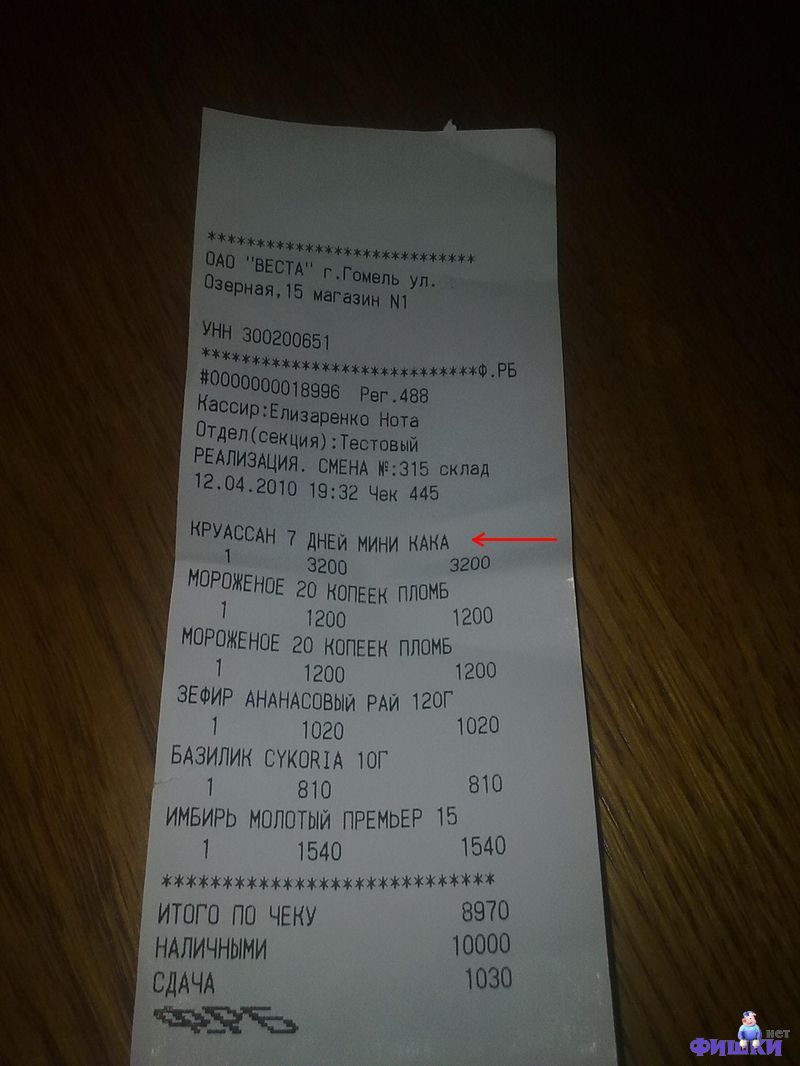 ****************************
ОАО "ВЕСТА" г.Гомель ул.
Озерная,15 магазин N1
УНН 300200651
****************************Ф.РБ
#0000000018996 Рег.488
Кассир:Елизаренко Нота
Отдел(секция):Тестовый
РЕАЛИЗАЦИЯ. СМЕНА №:315 склад
12.04.2010 19:32 Чек 445
КРУАССАН 7 ДНЕЙ МИНИ КАКА
1 3200 3200
МОРОЖЕНОЕ 20 КОПЕЕК ПЛОМБ
1 1200 1200
МОРОЖЕНОЕ 20 КОПЕЕК ПЛОМБ
1 1200 1200
ЗЕФИР АНАНАСОВЫЙ РАЙ 120Г
1 1020 1020
БАЗИЛИК CYKORIA 10Г
1 810 810
ИМБИРЬ МОЛОТЫЙ ПРЕМЬЕР 15
1 1540 1540
****************************
ИТОГО ПО ЧЕКУ 8970
НАЛИЧНЫМИ 10000
СДАЧА 1030
ФИШКИ нет